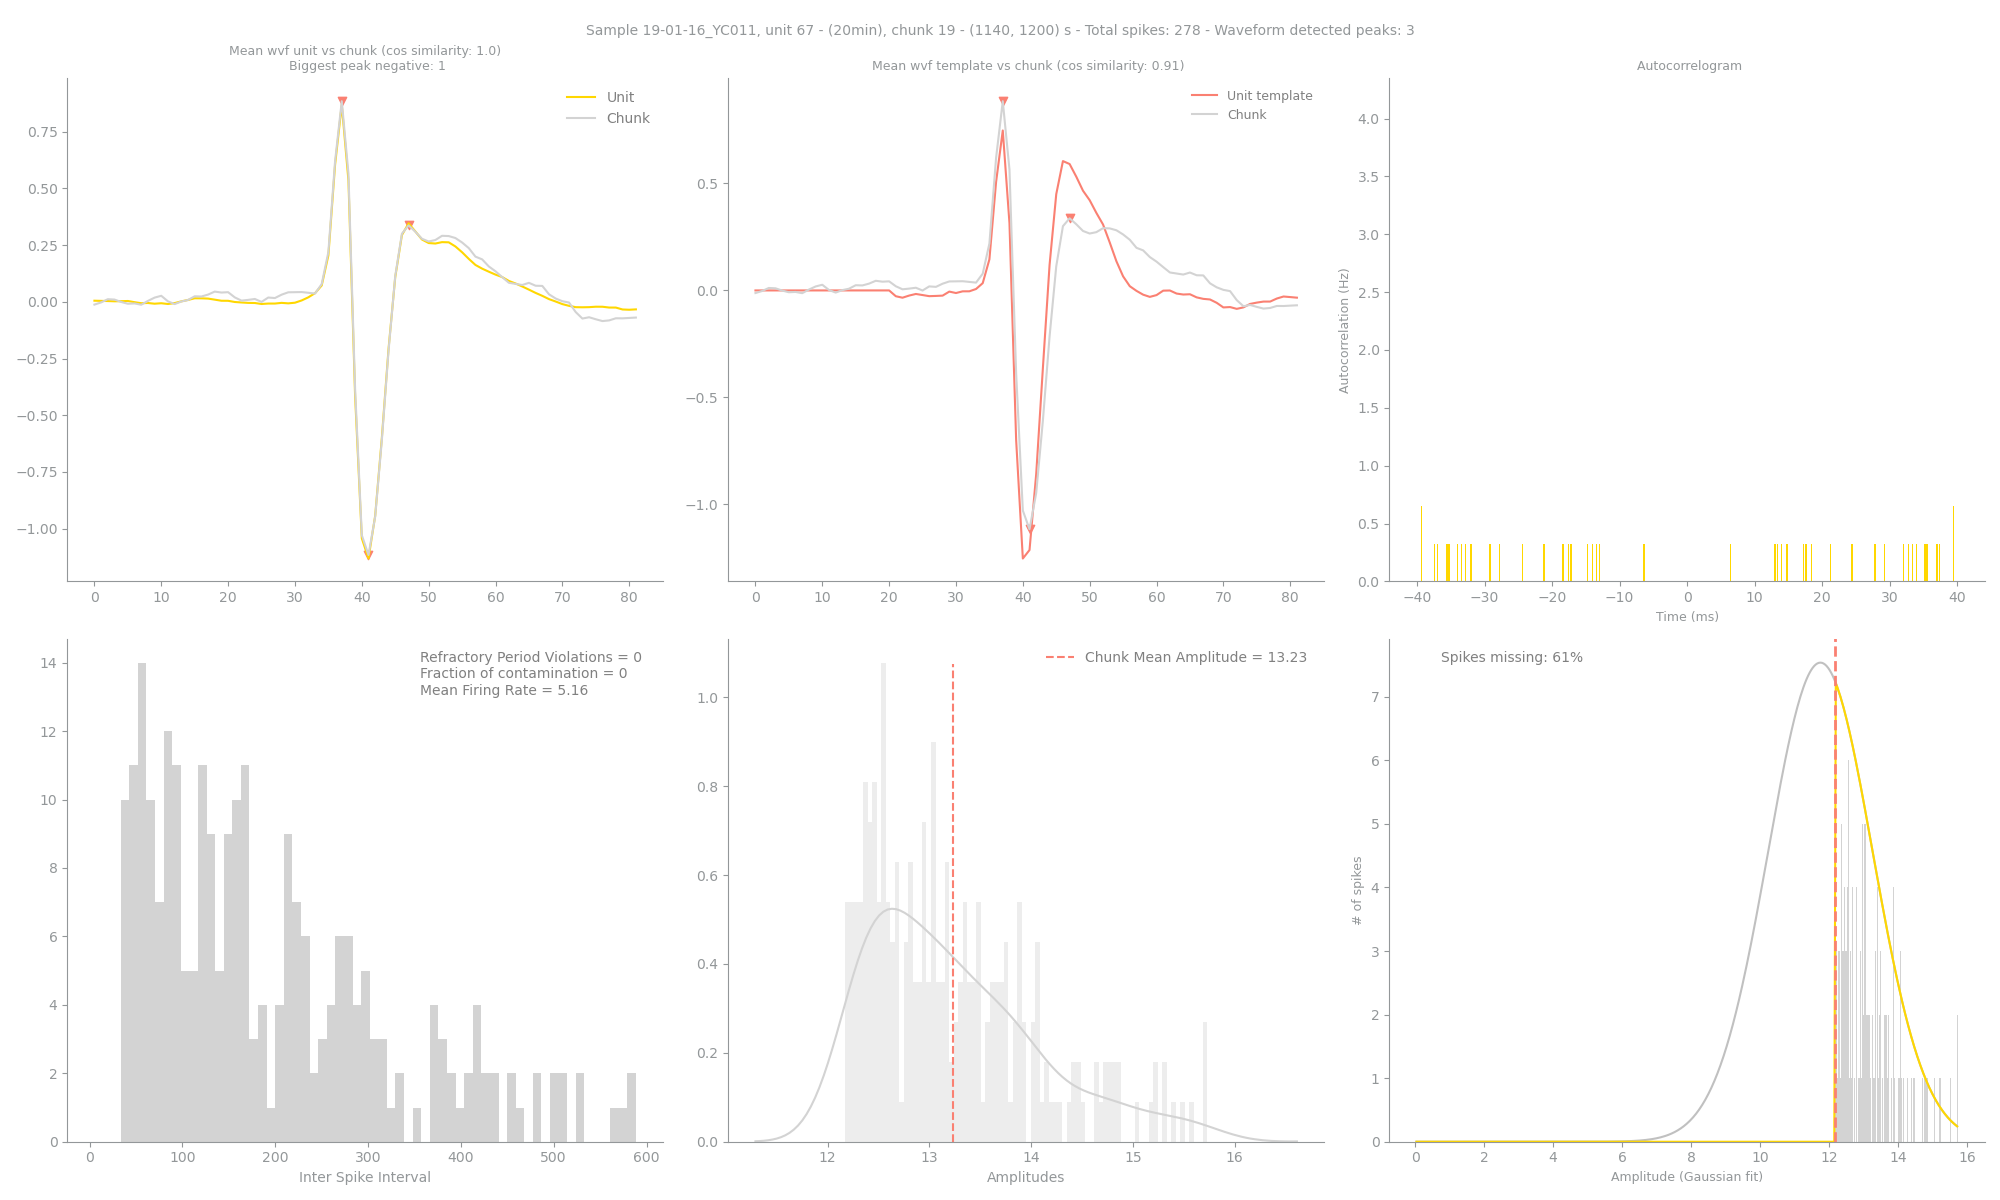 Sample 19-01-16_YC011, unit 67 - (20min), chunk 19 - (1140, 1200) s - Total spikes: 278 - Waveform detected peaks: 3
Mean wvf unit vs chunk (cos similarity: 1.0)
Biggest peak negative: 1
Unit
Chunk
0.75
0.50
0.25
0.00
−0.25
−0.50
−0.75
−1.00
0 10 20 30 40 50 60 70 80
Mean wvf template vs chunk (cos similarity: 0.91)
Unit template
Chunk
0.5
0.0
−0.5
−1.0
0 10 20 30 40 50 60 70 80
Autocorrelogram
Autocorrelation (Hz)
4.0
3.5
3.0
2.5
2.0
1.5
1.0
0.5
0.0
−40 −30 −20 −10 0 10 20 30 40
Time (ms)
Refractory Period Violations = 0
Fraction of contamination = 0
Mean Firing Rate = 5.16
14
12
10
8
6
4
2
0
0 100 200 300 400 500 600
Inter Spike Interval
Chunk Mean Amplitude = 13.23
1.0
0.8
0.6
0.4
0.2
0.0
12 13 14 15 16
Amplitudes
Spikes missing: 61%
# of spikes
7
6
5
4
3
2
1
0
0 2 4 6 8 10 12 14 16
Amplitude (Gaussian fit)